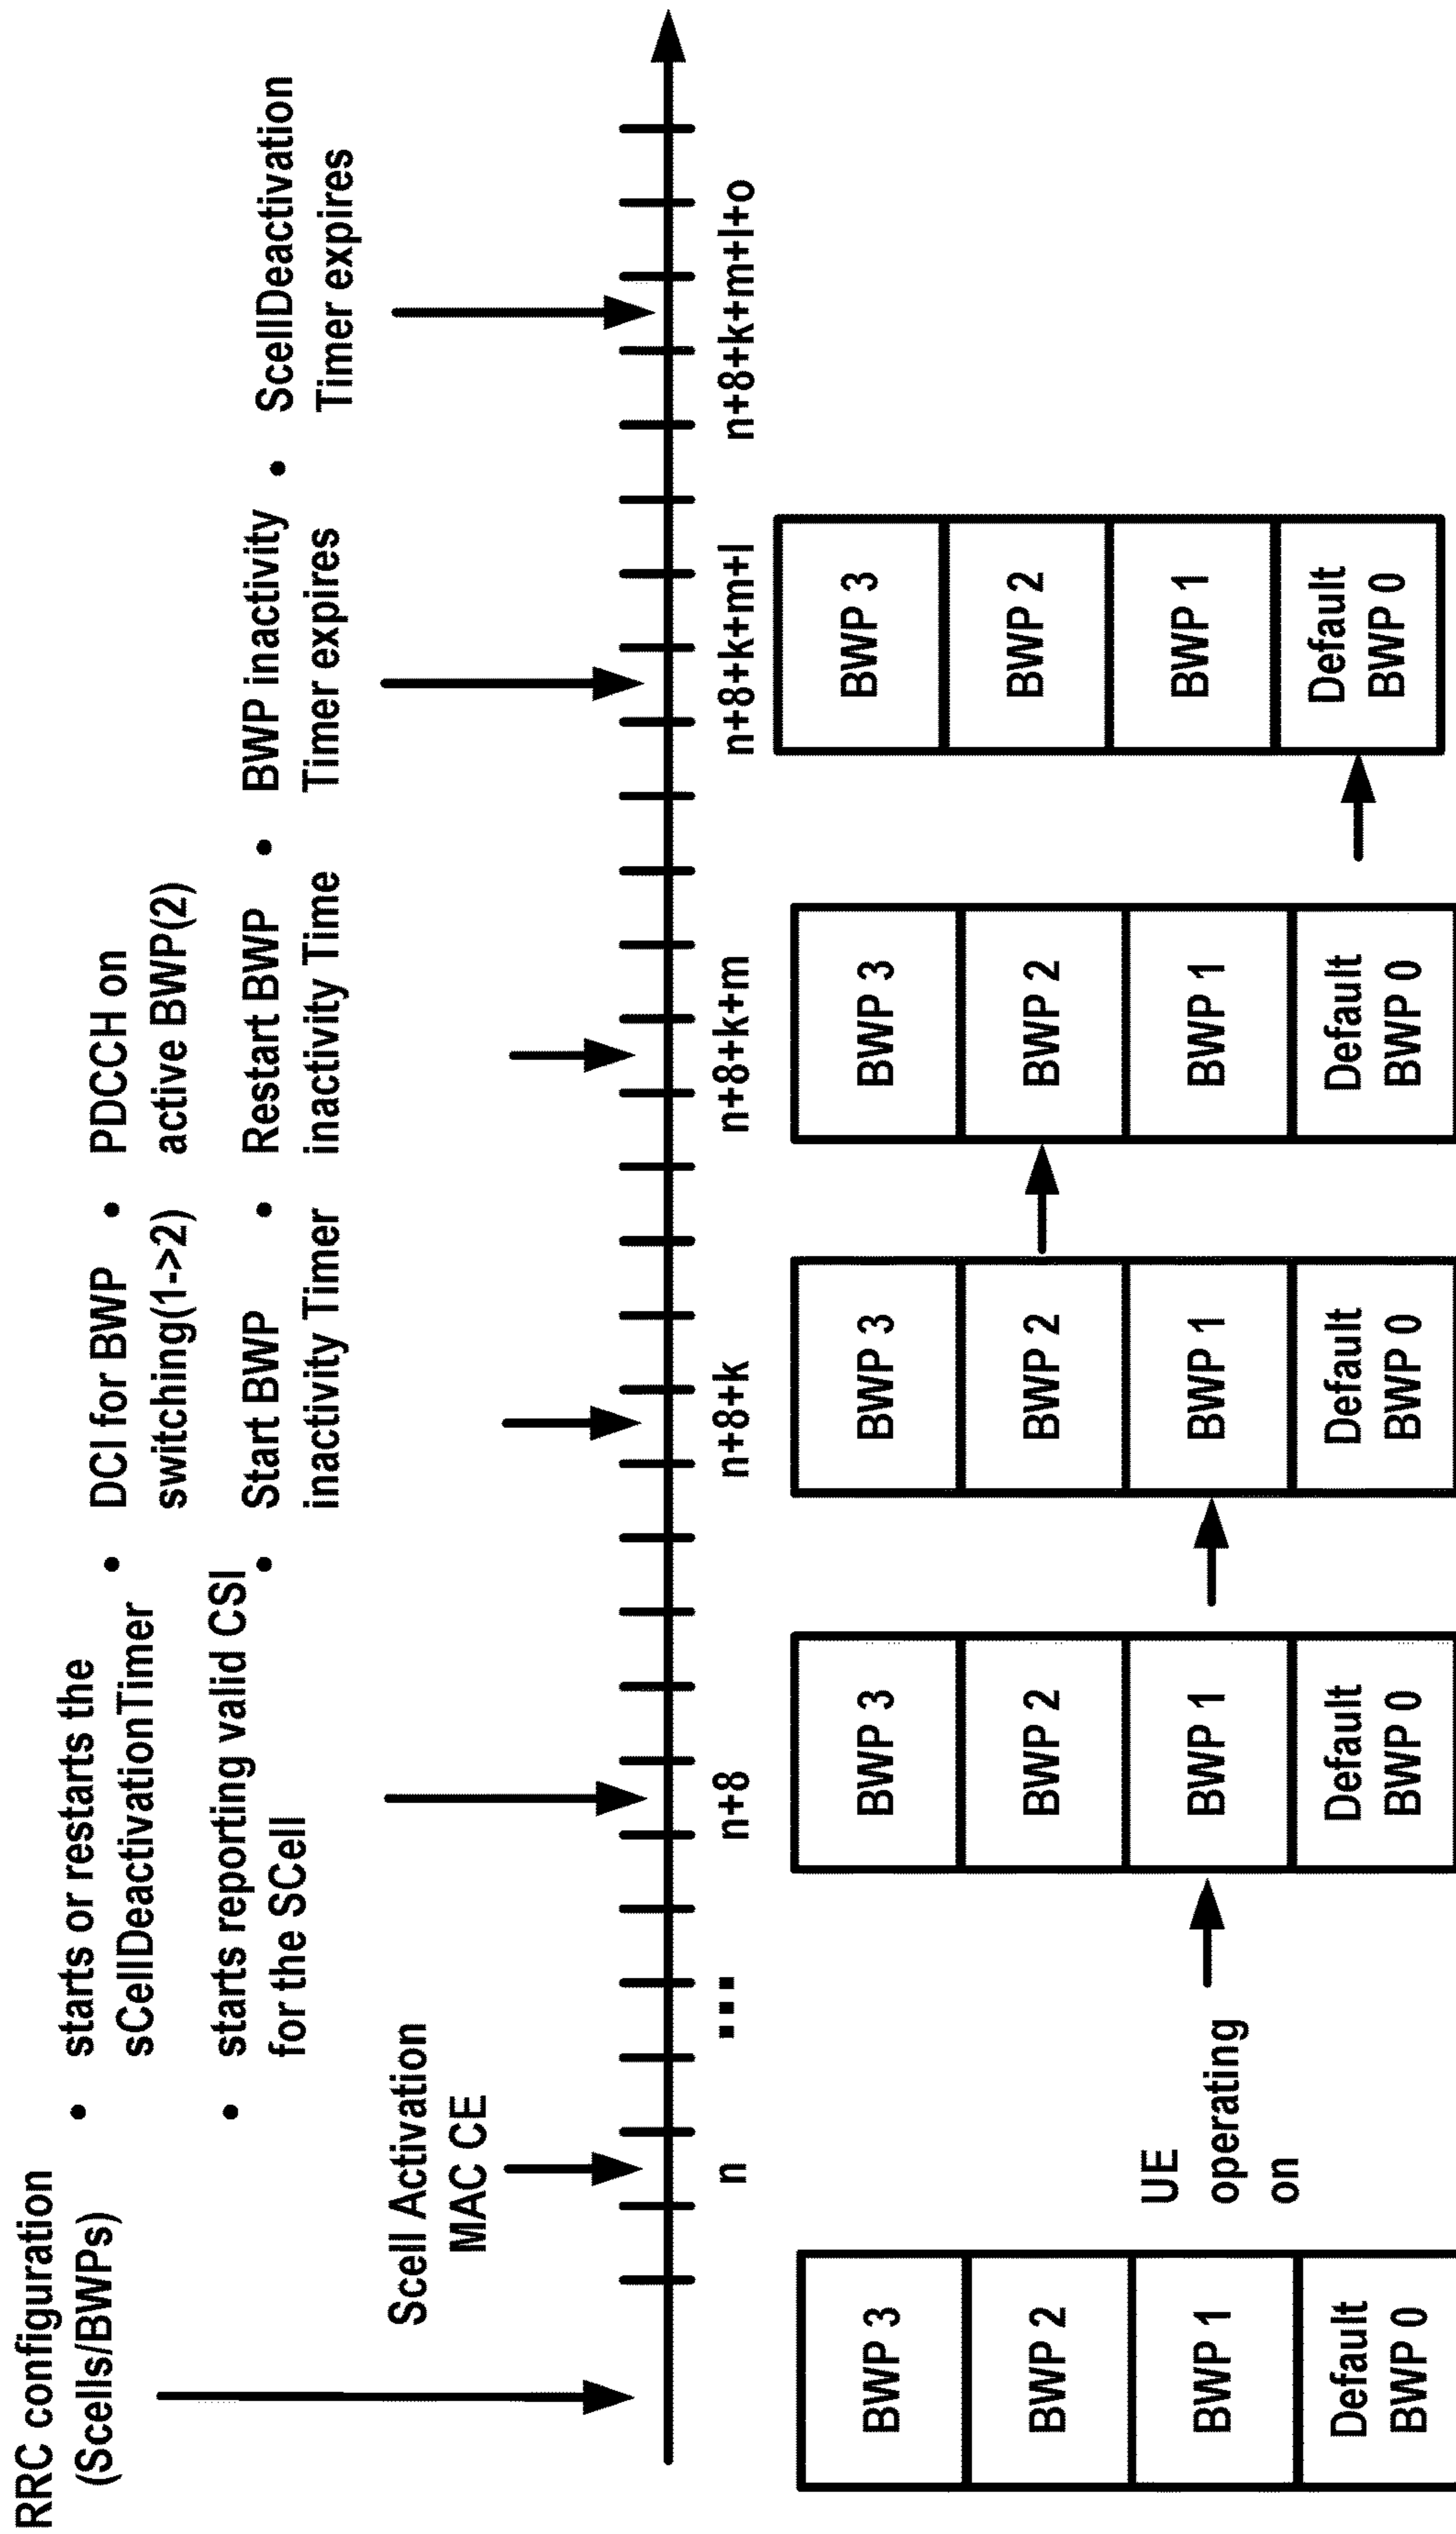 RRC configuration
(Scells/BWPs)
Scell Activation
MAC CE
• starts or restarts the
sCellDeactivationTimer
• starts reporting valid CSI
for the SCell
• DCI for BWP
switching(1->2)
• Start BWP
inactivity Timer
• PDCCH on
active BWP(2)
• Restart BWP
inactivity Time
• BWP inactivity
Timer expires
• ScellDeactivation
Timer expires
n
...
n+8
n+8+k
n+8+k+m
n+8+k+m+l
n+8+k+m+l+o
BWP 3
BWP 2
BWP 1
Default
BWP 0
UE
operating
on
BWP 3
BWP 2
BWP 1
Default
BWP 0
BWP 3
BWP 2
BWP 1
Default
BWP 0
BWP 3
BWP 2
BWP 1
Default
BWP 0
BWP 3
BWP 2
BWP 1
Default
BWP 0